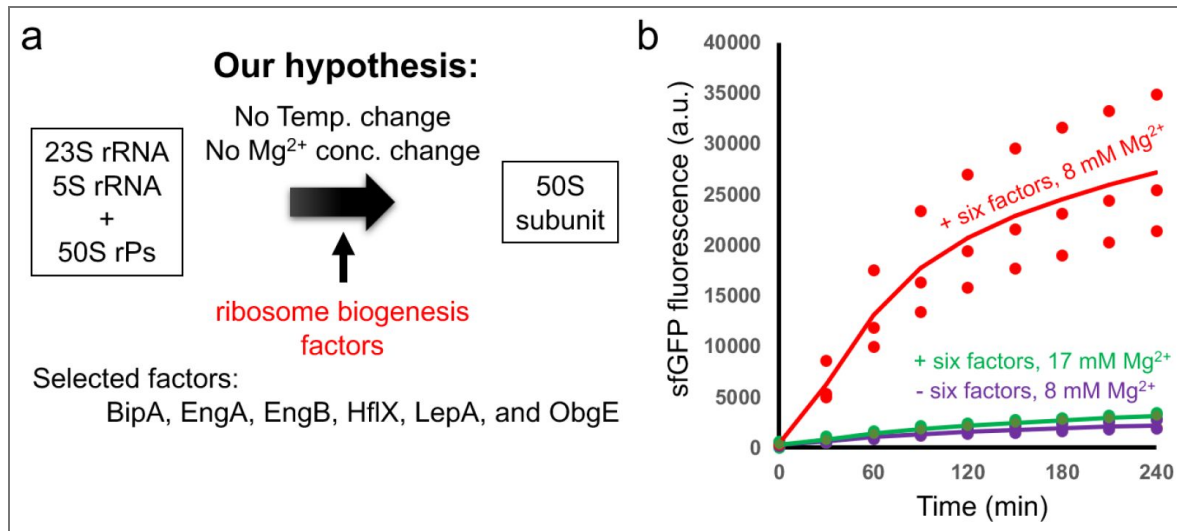 a
Our hypothesis:
No Temp. change
No Mg²⁺ conc. change
23S rRNA
5S rRNA
+
50S rPs
50S
subunit
ribosome biogenesis
factors
Selected factors:
BipA, EngA, EngB, HflX, LepA, and ObgE
b
sfGFP fluorescence (a.u.)
40000
35000
30000
25000
20000
15000
10000
5000
0
+ six factors, 8 mM Mg²⁺
+ six factors, 17 mM Mg²⁺
- six factors, 8 mM Mg²⁺
0 60 120 180 240
Time (min)